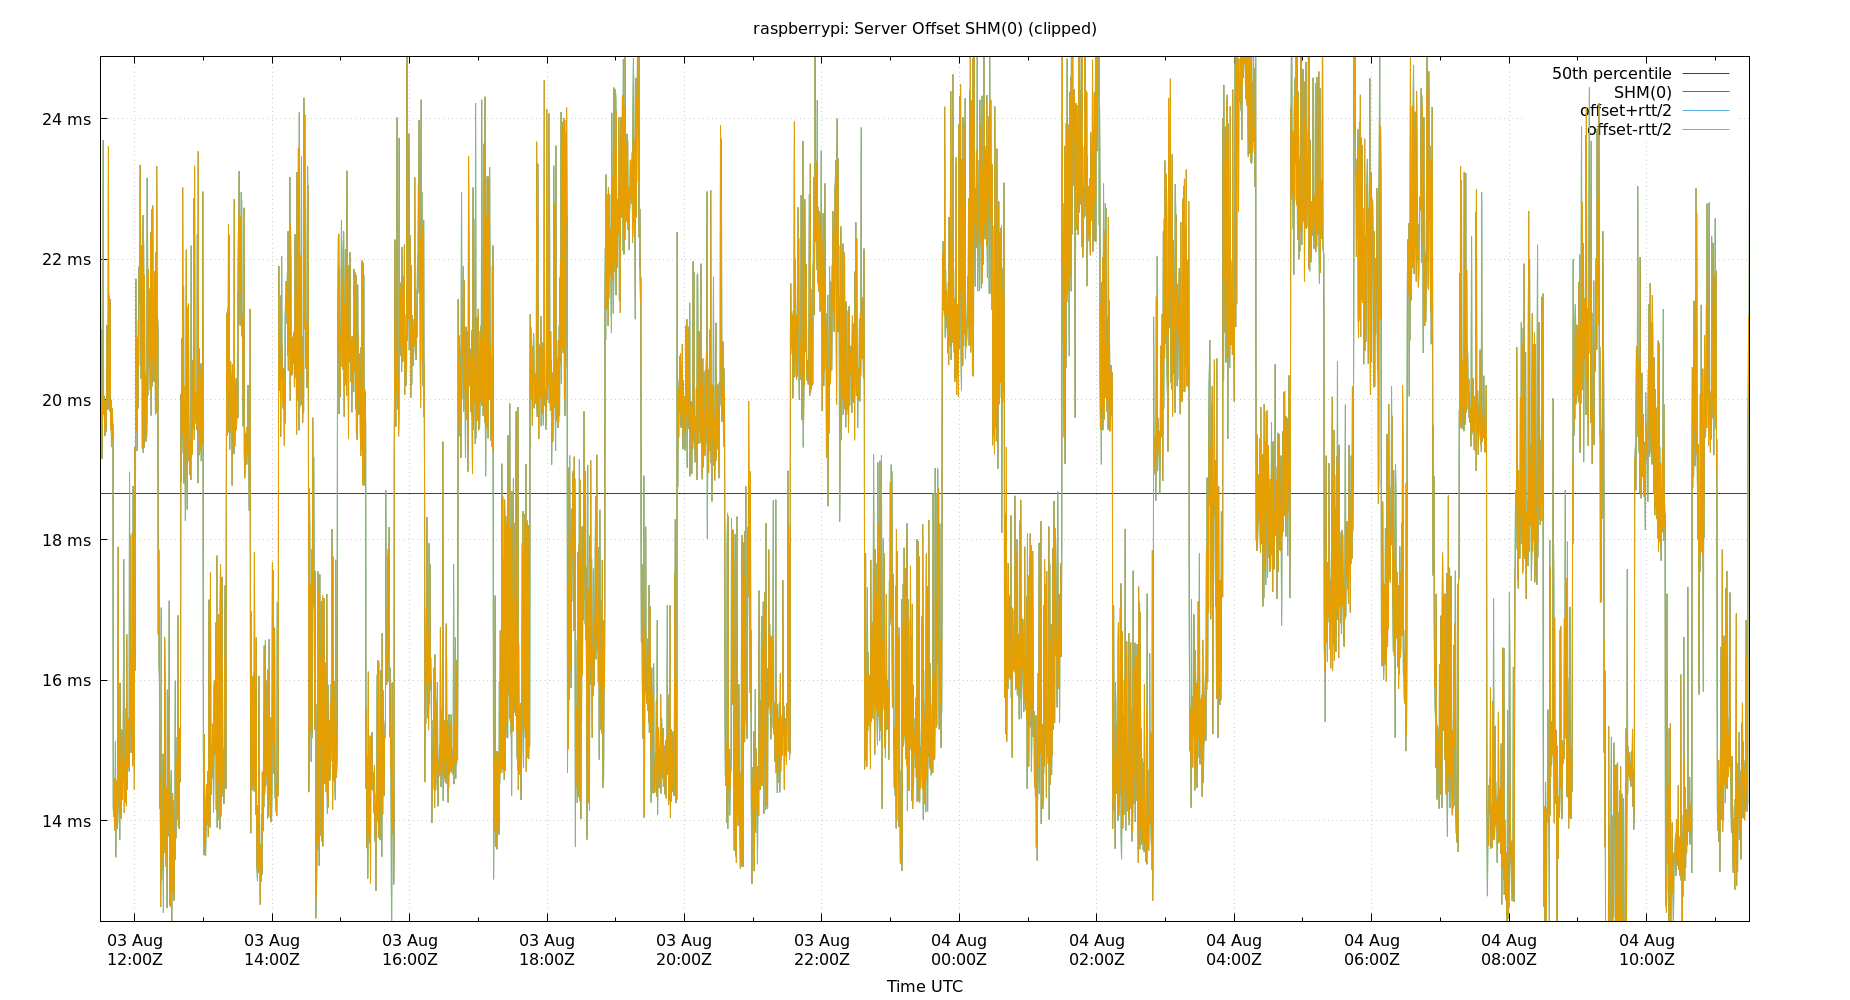 raspberrypi: Server Offset SHM(0) (clipped)
50th percentile
SHM(0)
offset+rtt/2
offset-rtt/2
24 ms
22 ms
20 ms
18 ms
16 ms
14 ms
03 Aug 03 Aug 03 Aug 03 Aug 03 Aug 03 Aug 04 Aug 04 Aug 04 Aug 04 Aug 04 Aug 04 Aug
12:00Z 14:00Z 16:00Z 18:00Z 20:00Z 22:00Z 00:00Z 02:00Z 04:00Z 06:00Z 08:00Z 10:00Z
Time UTC